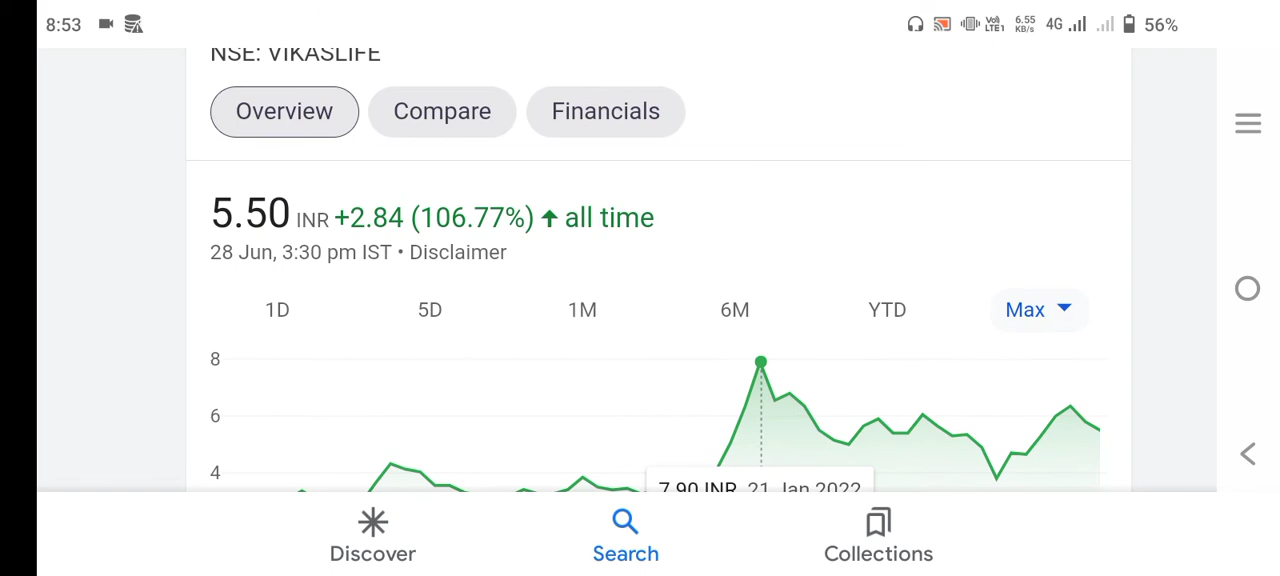 8:53 Vo) LTE1 6.55 KB/s 4G 56%
NSE: VIKASLIFE
Overview Compare Financials
5.50 INR +2.84 (106.77%) ↑ all time
28 Jun, 3:30 pm IST • Disclaimer
1D 5D 1M 6M YTD Max
8
6
4
7.90 INR 21 Jan 2022
Discover Search Collections